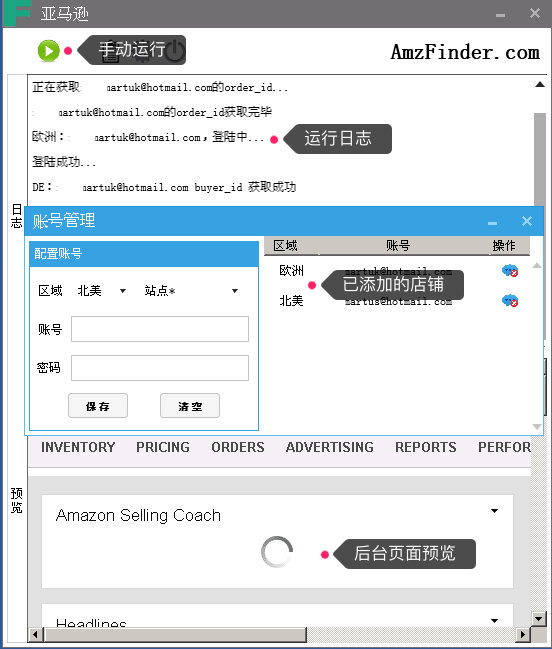 亚马逊
手动运行
AmzFinder.com
正在获取 martuk@hotmail.com的order_id...
martuk@hotmail.com的order_id获取完毕
欧洲: martuk@hotmail.com，登陆中...
运行日志
登陆成功...
DE: martuk@hotmail.com buyer_id 获取成功
日志
账号管理
配置账号
区域 北美 站点*
账号
密码
保存 清空
区域 账号 操作
欧洲 martuk@hotmail.com
已添加的店铺
北美 martus@hotmail.com
INVENTORY PRICING ORDERS ADVERTISING REPORTS PERFOR
预览
Amazon Selling Coach
后台页面预览
Headlines